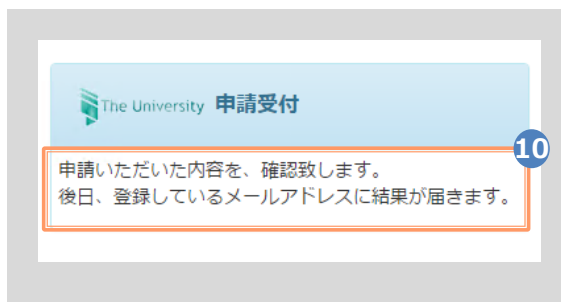 The University 申請受付
10
申請いただいた内容を、確認致します。
後日、登録しているメールアドレスに結果が届きます。